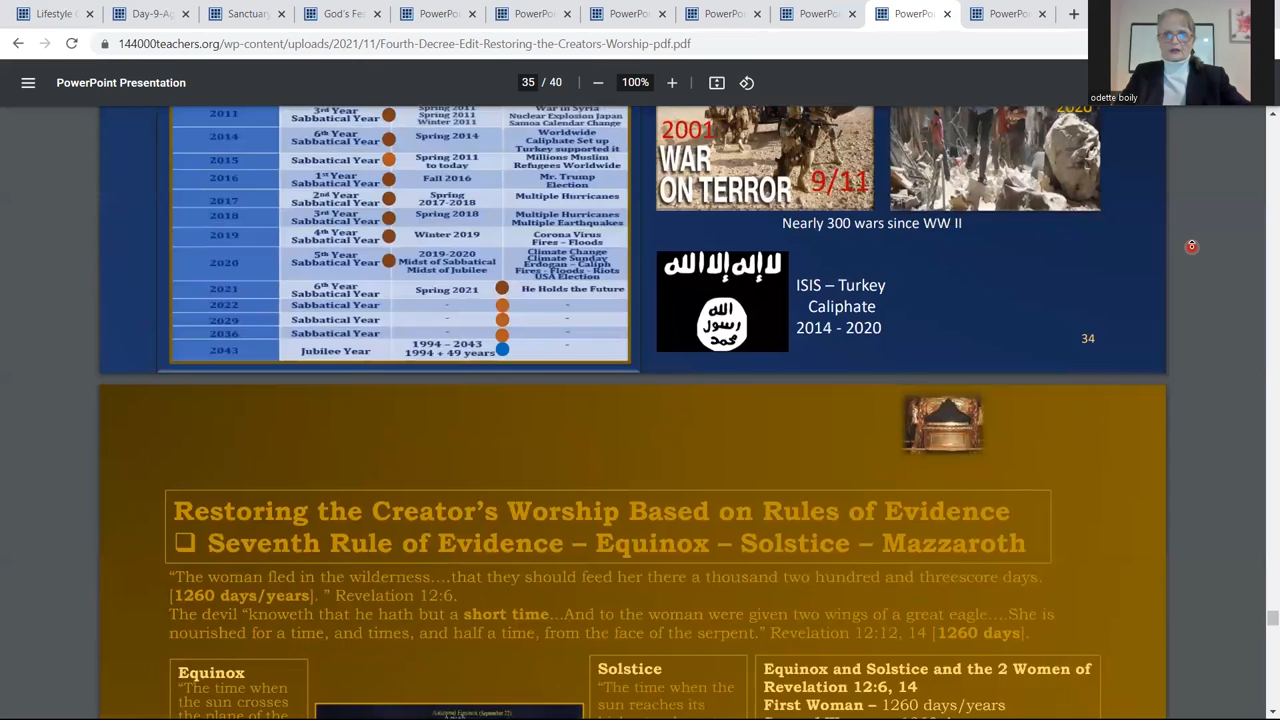 Lifestyle
Day-9-Ag
Sanctuary
God's Fes
PowerPoi
PowerPoi
PowerPoi
PowerPoi
PowerPoi
PowerPoi
PowerPoi
144000teachers.org/wp-content/uploads/2021/11/Fourth-Decree-Edit-Restoring-the-Creators-Worship-pdf.pdf
PowerPoint Presentation
35 / 40
100%
odette boily
2011
3rd Year
Sabbatical Year
Spring 2011
Spring 2011
Winter 2011
War in Syria
Nuclear Explosion Japan
Samoa Calendar Change
2014
6th Year
Sabbatical Year
Spring 2014
Worldwide
Caliphate Set up
Turkey supported it
2015
Sabbatical Year
Spring 2011
to today
Millions Muslim
Refugees Worldwide
2016
1st Year
Sabbatical Year
Fall 2016
Mr. Trump
Election
2017
2nd Year
Sabbatical Year
Spring
2017-2018
Multiple Hurricanes
2018
3rd Year
Sabbatical Year
Spring 2018
Multiple Hurricanes
Multiple Earthquakes
2019
4th Year
Sabbatical Year
Winter 2019
Corona Virus
Fires – Floods
2020
5th Year
Sabbatical Year
2019-2020
Midst of Sabbatical
Midst of Jubilee
Climate Change
Climate Sunday
Erdogan – Caliph
Fires - Floods - Riots
USA Election
2021
6th Year
Sabbatical Year
Spring 2021
He Holds the Future
2022
Sabbatical Year
-
-
2029
Sabbatical Year
-
-
2036
Sabbatical Year
-
-
2043
Jubilee Year
1994 – 2043
1994 + 49 years
-
2001
WAR
ON TERROR
9/11
2020
Nearly 300 wars since WW II
لا إله إلا الله
الله
رسول
محمد
ISIS – Turkey
Caliphate
2014 - 2020
34
Restoring the Creator's Worship Based on Rules of Evidence
❑ Seventh Rule of Evidence – Equinox – Solstice – Mazzaroth
“The woman fled in the wilderness….that they should feed her there a thousand two hundred and threescore days.
[1260 days/years]. ” Revelation 12:6.
The devil “knoweth that he hath but a short time…And to the woman were given two wings of a great eagle….She is
nourished for a time, and times, and half a time, from the face of the serpent.” Revelation 12:12, 14 [1260 days].
Equinox
“The time when
the sun crosses
the plane of the
Solstice
“The time when the
sun reaches its
Equinox and Solstice and the 2 Women of
Revelation 12:6, 14
First Woman – 1260 days/years